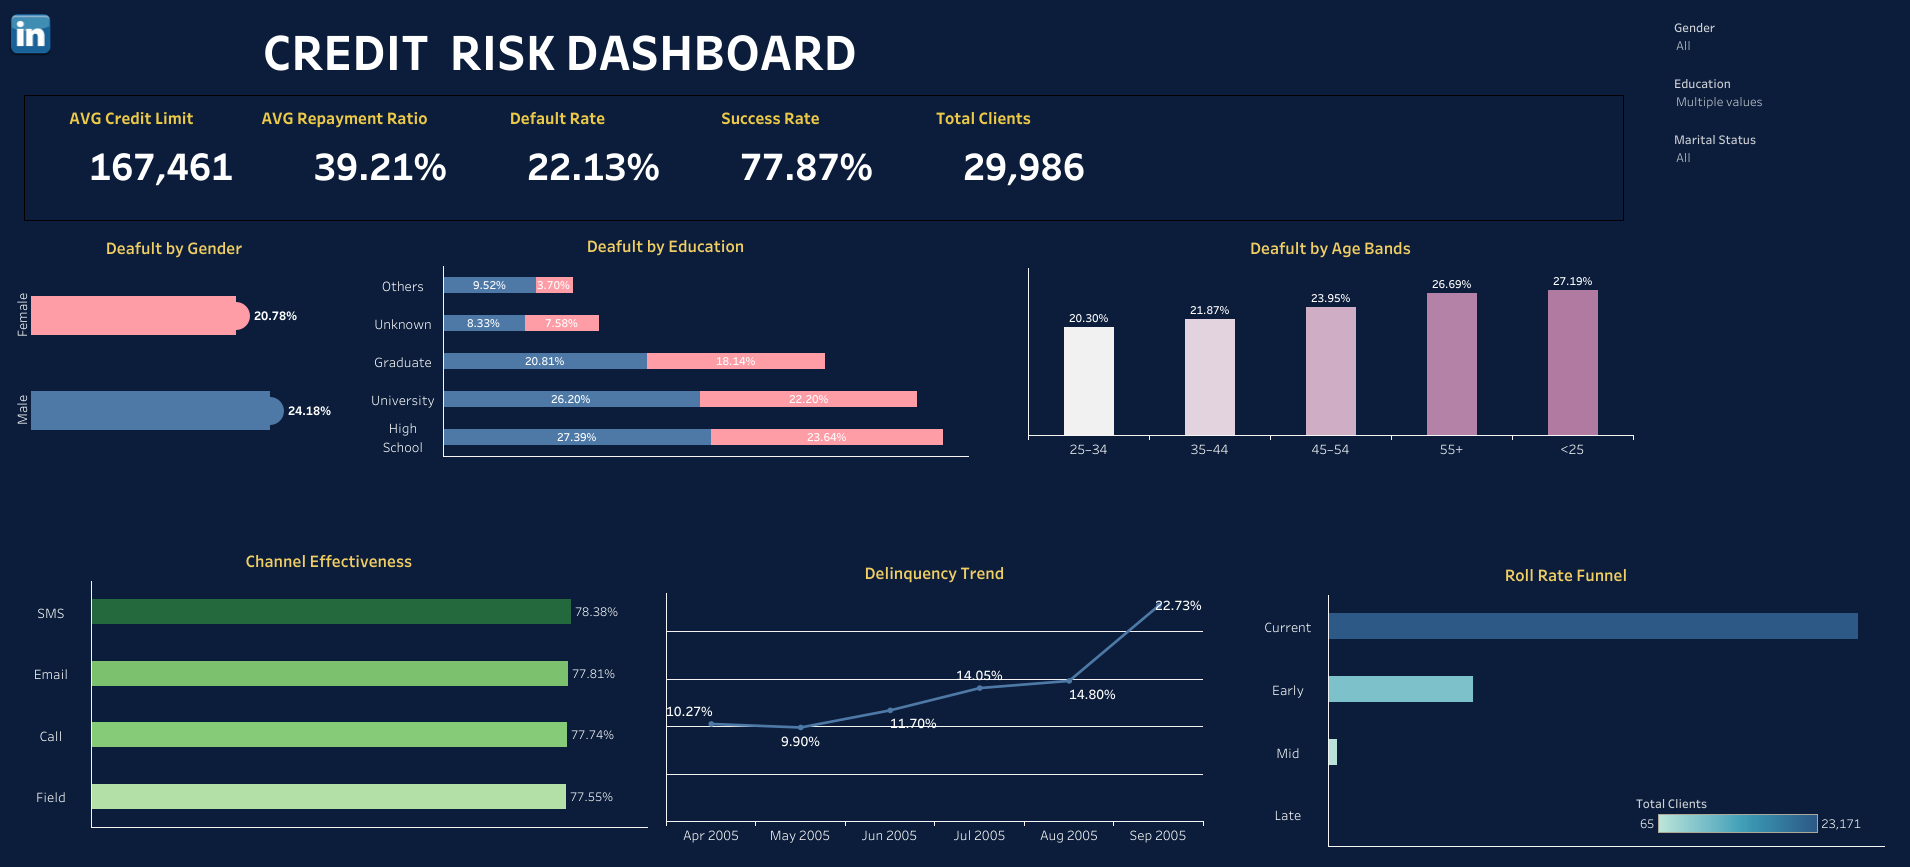 in
CREDIT RISK DASHBOARD
Gender
All
Education
Multiple values
Marital Status
All
AVG Credit Limit
167,461
AVG Repayment Ratio
39.21%
Default Rate
22.13%
Success Rate
77.87%
Total Clients
29,986
Deafult by Gender
Female
20.78%
Male
24.18%
Deafult by Education
Others
9.52%
3.70%
Unknown
8.33%
7.58%
Graduate
20.81%
18.14%
University
26.20%
22.20%
High
School
27.39%
23.64%
Deafult by Age Bands
20.30%
21.87%
23.95%
26.69%
27.19%
25–34
35–44
45–54
55+
<25
Channel Effectiveness
SMS
78.38%
Email
77.81%
Call
77.74%
Field
77.55%
Delinquency Trend
10.27%
9.90%
11.70%
14.05%
14.80%
22.73%
Apr 2005
May 2005
Jun 2005
Jul 2005
Aug 2005
Sep 2005
Roll Rate Funnel
Current
Early
Mid
Late
Total Clients
65
23,171